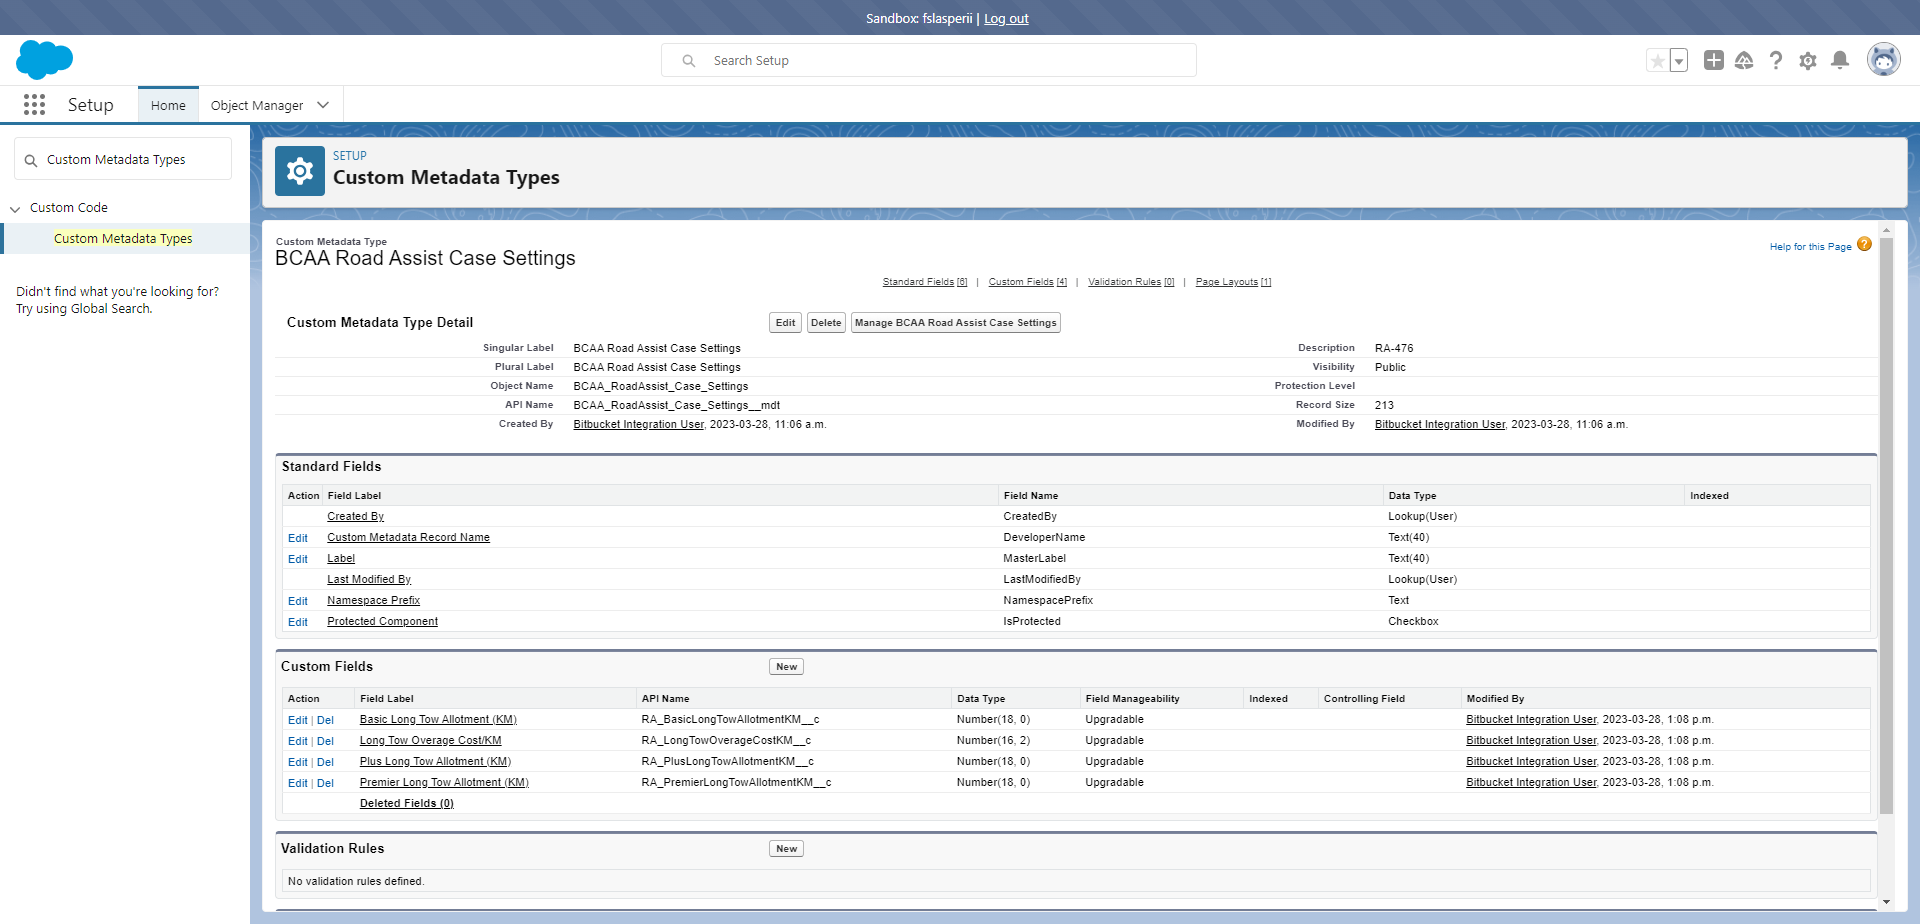 Sandbox: fslasperii | Log out
Search Setup
Setup
Home
Object Manager
Custom Metadata Types
Custom Code
Custom Metadata Types
Didn't find what you're looking for?
Try using Global Search.
SETUP
Custom Metadata Types
Custom Metadata Type
BCAA Road Assist Case Settings
Help for this Page
Standard Fields [6] | Custom Fields [4] | Validation Rules [0] | Page Layouts [1]
Custom Metadata Type Detail
Edit Delete Manage BCAA Road Assist Case Settings
Singular Label BCAA Road Assist Case Settings Description RA-476
Plural Label BCAA Road Assist Case Settings Visibility Public
Object Name BCAA_RoadAssist_Case_Settings Protection Level
API Name BCAA_RoadAssist_Case_Settings__mdt Record Size 213
Created By Bitbucket Integration User, 2023-03-28, 11:06 a.m. Modified By Bitbucket Integration User, 2023-03-28, 11:06 a.m.
Standard Fields
Action Field Label Field Name Data Type Indexed
Created By CreatedBy Lookup(User)
Edit Custom Metadata Record Name DeveloperName Text(40)
Edit Label MasterLabel Text(40)
Last Modified By LastModifiedBy Lookup(User)
Edit Namespace Prefix NamespacePrefix Text
Edit Protected Component IsProtected Checkbox
Custom Fields
New
Action Field Label API Name Data Type Field Manageability Indexed Controlling Field Modified By
Edit | Del Basic Long Tow Allotment (KM) RA_BasicLongTowAllotmentKM__c Number(18, 0) Upgradable Bitbucket Integration User, 2023-03-28, 1:08 p.m.
Edit | Del Long Tow Overage Cost/KM RA_LongTowOverageCostKM__c Number(16, 2) Upgradable Bitbucket Integration User, 2023-03-28, 1:08 p.m.
Edit | Del Plus Long Tow Allotment (KM) RA_PlusLongTowAllotmentKM__c Number(18, 0) Upgradable Bitbucket Integration User, 2023-03-28, 1:08 p.m.
Edit | Del Premier Long Tow Allotment (KM) RA_PremierLongTowAllotmentKM__c Number(18, 0) Upgradable Bitbucket Integration User, 2023-03-28, 1:08 p.m.
Deleted Fields (0)
Validation Rules
New
No validation rules defined.